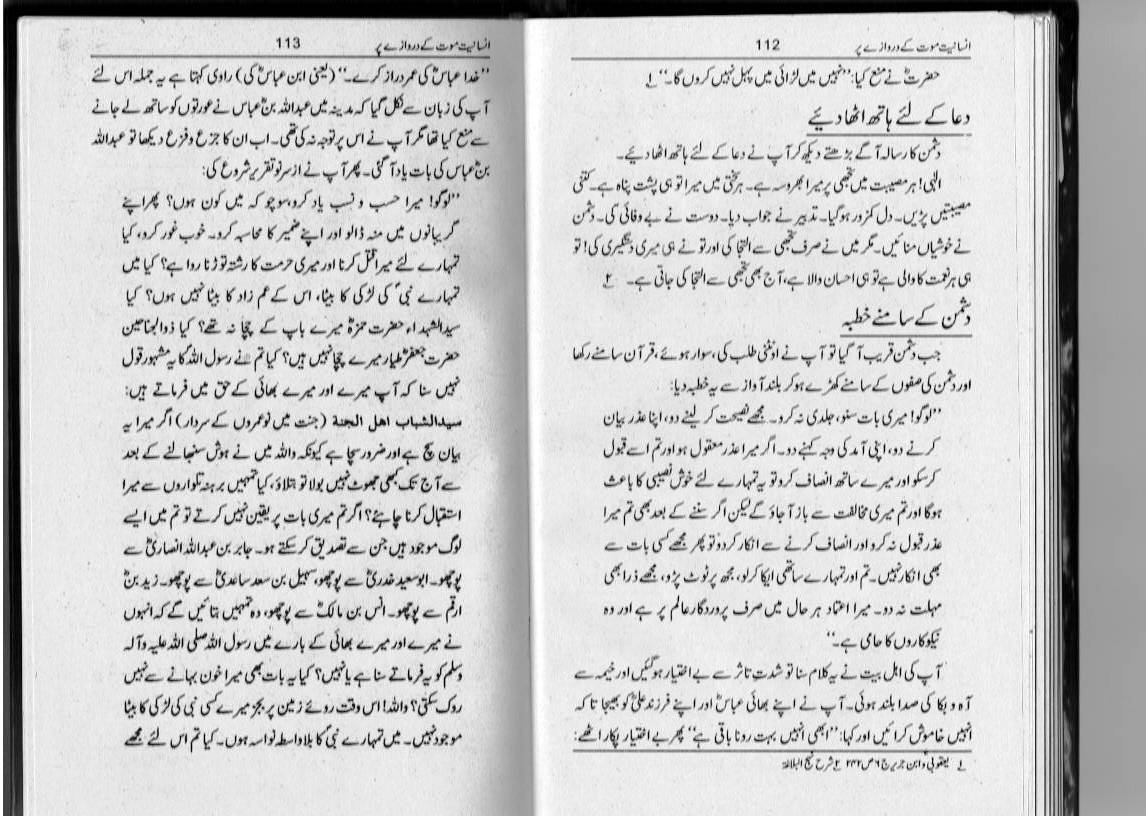 انسانیت موت کے دروازے پر 112
حضرتؓ نے منع کیا: ’’نہیں میں لڑائی میں پہل نہیں کروں گا۔‘‘ ۱؎
دعا کے لئے ہاتھ اٹھا دیئے
دشمن کا رسالہ آگے بڑھتے دیکھ کر آپ نے دعا کے لئے ہاتھ اٹھا دیئے۔
الٰہی! ہر مصیبت میں تجھی پر میرا بھروسہ ہے۔ ہر سختی میں میرا تو ہی پشت پناہ ہے۔ کتنی
مصیبتیں پڑیں۔ دل کمزور ہوگیا۔ تدبیر نے جواب دیا۔ دوست نے بے وفائی کی۔ دشمن
نے خوشیاں منائیں۔ مگر میں نے صرف تجھی سے التجا کی اور تو نے ہی میری دستگیری کی! تو
ہی ہر نعمت کا والی ہے تو ہی احسان والا ہے، آج بھی تجھی سے التجا کی جاتی ہے۔ ۲؎
دشمن کے سامنے خطبہ
جب دشمن قریب آ گیا تو آپ نے اونٹنی طلب کی، سوار ہوئے، قرآن سامنے رکھا
اور دشمن کی صفوں کے سامنے کھڑے ہو کر بلند آواز سے یہ خطبہ دیا:
’’لوگو! میری بات سنو، جلدی نہ کرو۔ مجھے نصیحت کر لینے دو، اپنا عذر بیان
کرنے دو، اپنی آمد کی وجہ کہنے دو۔ اگر میرا عذر معقول ہو اور تم اسے قبول
کر سکو اور میرے ساتھ انصاف کرو تو یہ تمہارے لئے خوش نصیبی کا باعث
ہوگا اور تم میری مخالفت سے باز آ جاؤ گے لیکن اگر سننے کے بعد بھی تم میرا
عذر قبول نہ کرو اور انصاف کرنے سے انکار کر دو تو پھر مجھے کسی بات سے
بھی انکار نہیں۔ تم اور تمہارے ساتھی ایکا کر لو، مجھ پر ٹوٹ پڑو، مجھے ذرا بھی
مہلت نہ دو۔ میرا اعتماد ہر حال میں صرف پروردگار عالم پر ہے اور وہ
نیکو کاروں کا حامی ہے۔‘‘
آپ کی اہل بیت نے یہ کلام سنا تو شدت تاثر سے بے اختیار ہوگئیں اور خیمہ سے
آہ و بکا کی صدا بلند ہوئی۔ آپ نے اپنے بھائی عباسؓ اور اپنے فرزند علیؓ کو بھیجا تاکہ
انہیں خاموش کرائیں اور کہا: ’’ابھی انہیں بہت رونا باقی ہے‘‘ پھر بے اختیار پکار اٹھے:
۱؎ یعقوبی و ابن جریر ج ۶ ص ۲۴۲ ۲؎ شرح نہج البلاغہ
انسانیت موت کے دروازے پر 113
’’خدا عباسؓ کی عمر دراز کرے۔‘‘ (یعنی ابن عباسؓ کی) راوی کہتا ہے یہ جملہ اس لئے
آپ کی زبان سے نکل گیا کہ مدینہ میں عبداللہ بنؓ عباس نے عورتوں کو ساتھ لے جانے
سے منع کیا تھا مگر آپ نے اس پر توجہ نہ کی تھی۔ اب ان کا جزع و فزع دیکھا تو عبداللہ
بنؓ عباس کی بات یاد آ گئی۔ پھر آپ نے از سر نو تقریر شروع کی:
’’لوگو! میرا حسب و نسب یاد کرو، سوچو کہ میں کون ہوں؟ پھر اپنے
گریبانوں میں منہ ڈالو اور اپنے ضمیر کا محاسبہ کرو۔ خوب غور کرو، کیا
تمہارے لئے میرا قتل کرنا اور میری حرمت کا رشتہ توڑنا روا ہے؟ کیا میں
تمہارے نبیؐ کی لڑکی کا بیٹا، اس کے عم زاد کا بیٹا نہیں ہوں؟ کیا
سید الشہداء حضرت حمزہؓ میرے باپ کے چچا نہ تھے؟ کیا ذوالجناحین
حضرت جعفرؓ طیار میرے چچا نہیں ہیں؟ کیا تم نے رسول اللہ کا یہ مشہور قول
نہیں سنا کہ آپ میرے اور میرے بھائی کے حق میں فرماتے ہیں:
سید الشباب اهل الجنة (جنت میں نو عمروں کے سردار) اگر میرا یہ
بیان سچ ہے اور ضرور سچا ہے کیونکہ واللہ میں نے ہوش سنبھالنے کے بعد
سے آج تک کبھی جھوٹ نہیں بولا تو بتلاؤ، کیا تمہیں برہنہ تلواروں سے میرا
استقبال کرنا چاہئے؟ اگر تم میری بات پر یقین نہیں کرتے تو تم میں ایسے
لوگ موجود ہیں جن سے تصدیق کر سکتے ہو۔ جابر بن عبداللہ انصاریؓ سے
پوچھو۔ ابو سعید خدریؓ سے پوچھو، سہیل بن سعد ساعدیؓ سے پوچھو۔ زید بنؓ
ارقم سے پوچھو۔ انس بن مالکؓ سے پوچھو، وہ تمہیں بتائیں گے کہ انہوں
نے میرے اور میرے بھائی کے بارے میں رسول اللہ صلی اللہ علیہ وآلہ
وسلم کو یہ فرماتے سنا ہے یا نہیں؟ کیا یہ بات بھی میرا خون بہانے سے نہیں
روک سکتی؟ واللہ! اس وقت روئے زمین پر بجز میرے کسی نبی کی لڑکی کا بیٹا
موجود نہیں۔ میں تمہارے نبیؐ کا بلاواسطہ نواسہ ہوں۔ کیا تم اس لئے مجھے